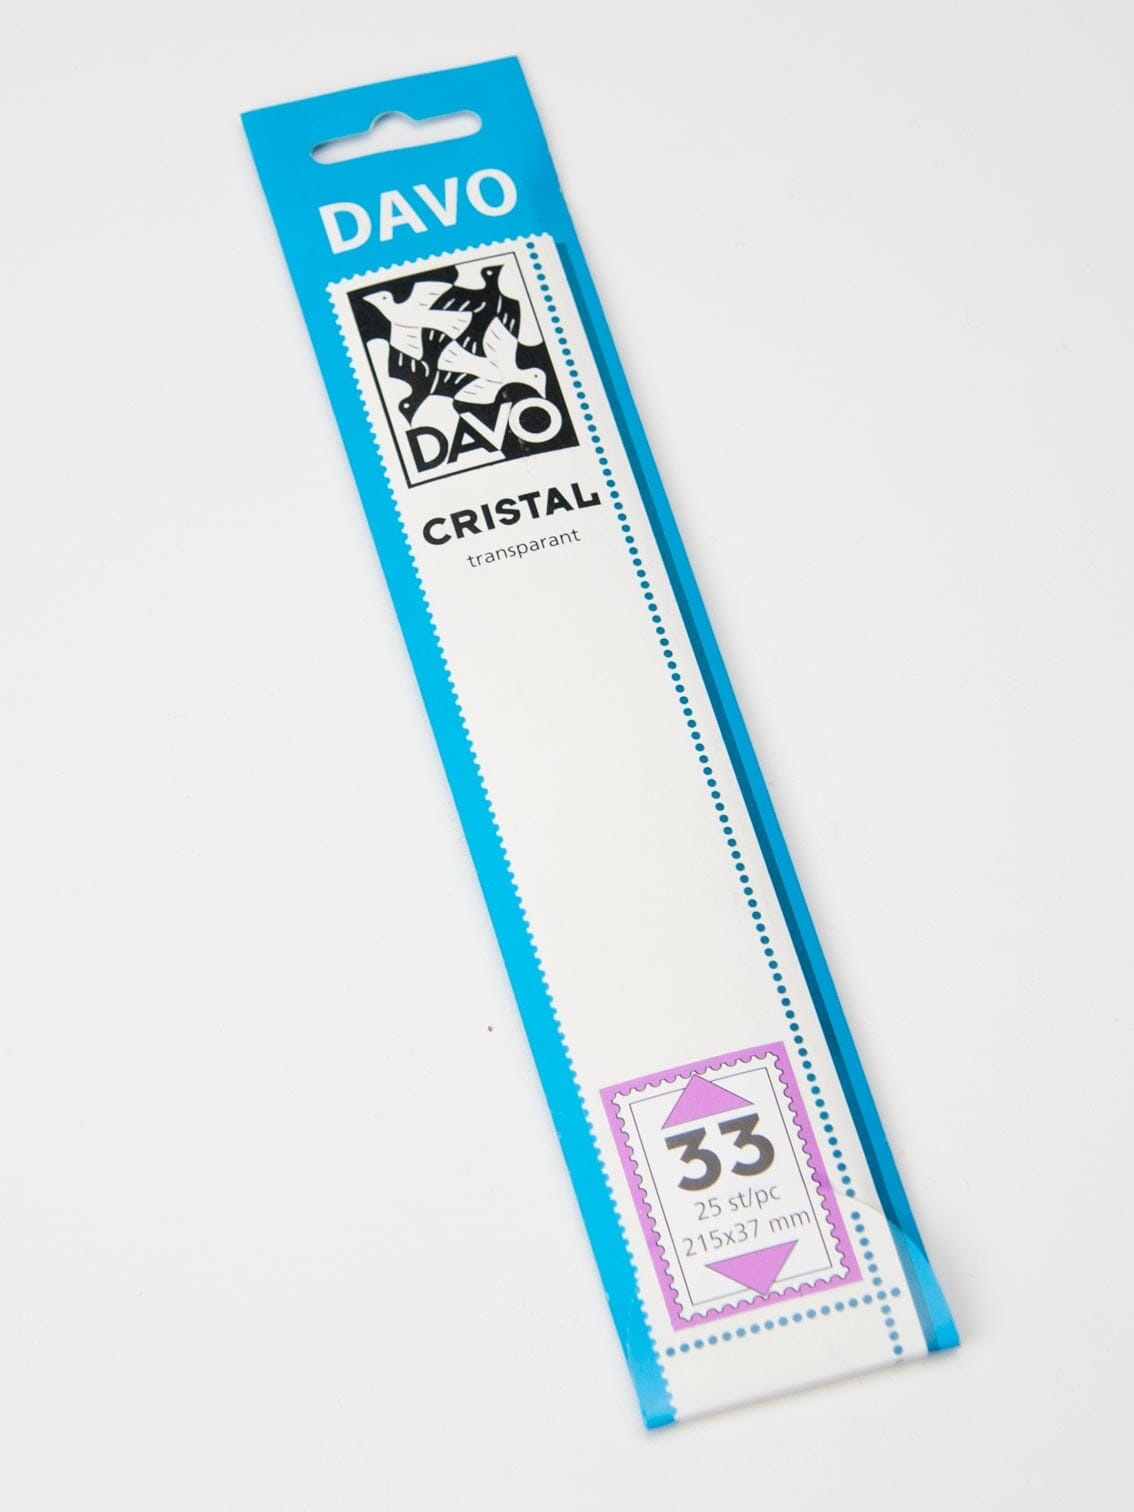 DAVO
DAVO
CRISTAL
transparant
33
25 st/pc
215x37 mm